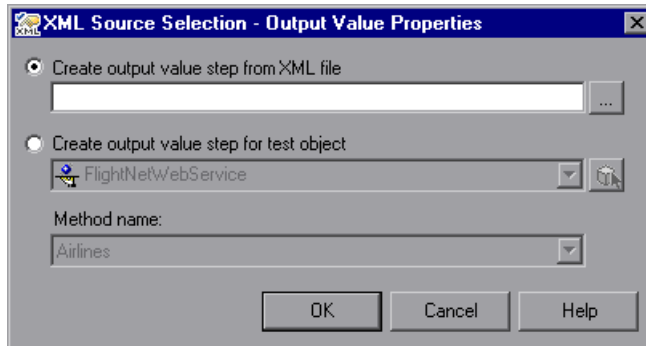 XML Source Selection - Output Value Properties
Create output value step from XML file
...
Create output value step for test object
FlightNetWebService
Method name:
Airlines
OK Cancel Help